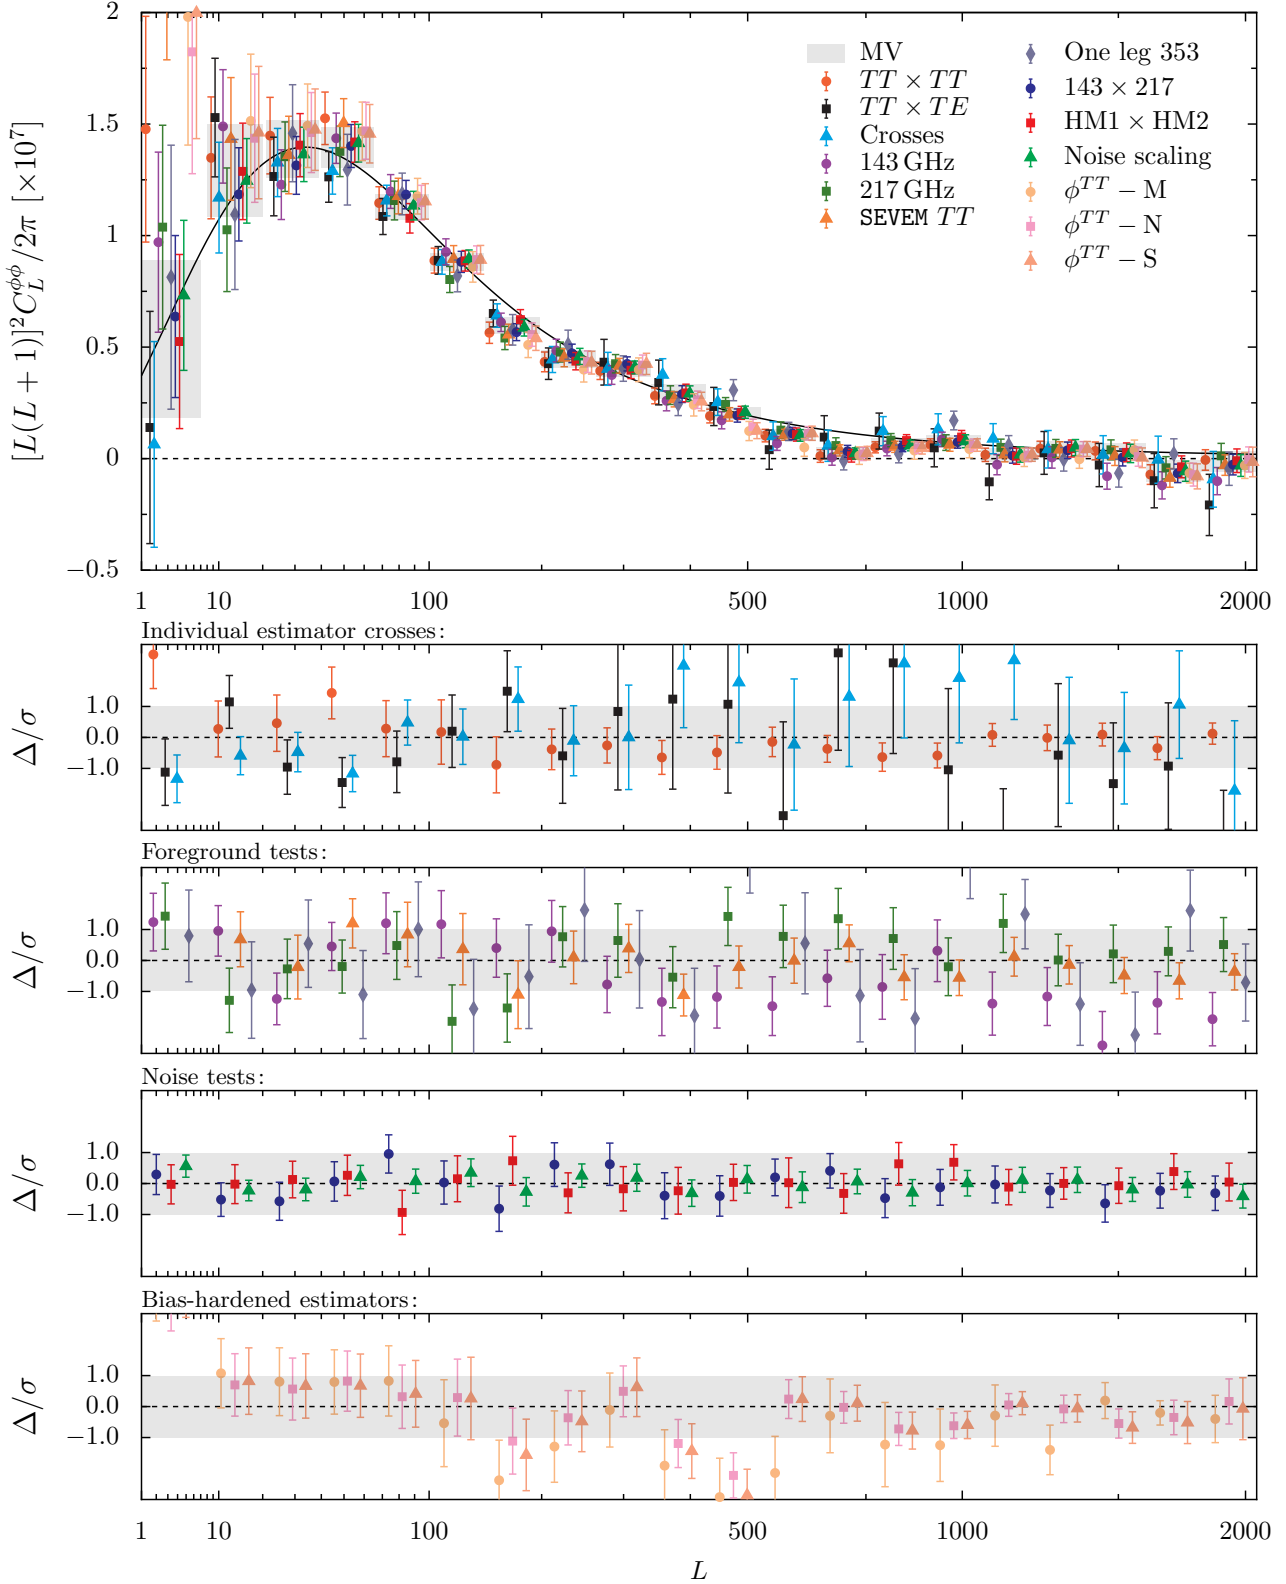 [L(L + 1)]²C_L^{ϕϕ}/2π [×10⁷]
2
1.5
1
0.5
0
−0.5
MV
TT × TT
TT × TE
Crosses
143 GHz
217 GHz
SEVEM TT
One leg 353
143 × 217
HM1 × HM2
Noise scaling
ϕ^{TT} − M
ϕ^{TT} − N
ϕ^{TT} − S
1 10 100 500 1000 2000
Individual estimator crosses:
Δ/σ
1.0
0.0
−1.0
Foreground tests:
Δ/σ
1.0
0.0
−1.0
Noise tests:
Δ/σ
1.0
0.0
−1.0
Bias-hardened estimators:
Δ/σ
1.0
0.0
−1.0
1 10 100 500 1000 2000
L